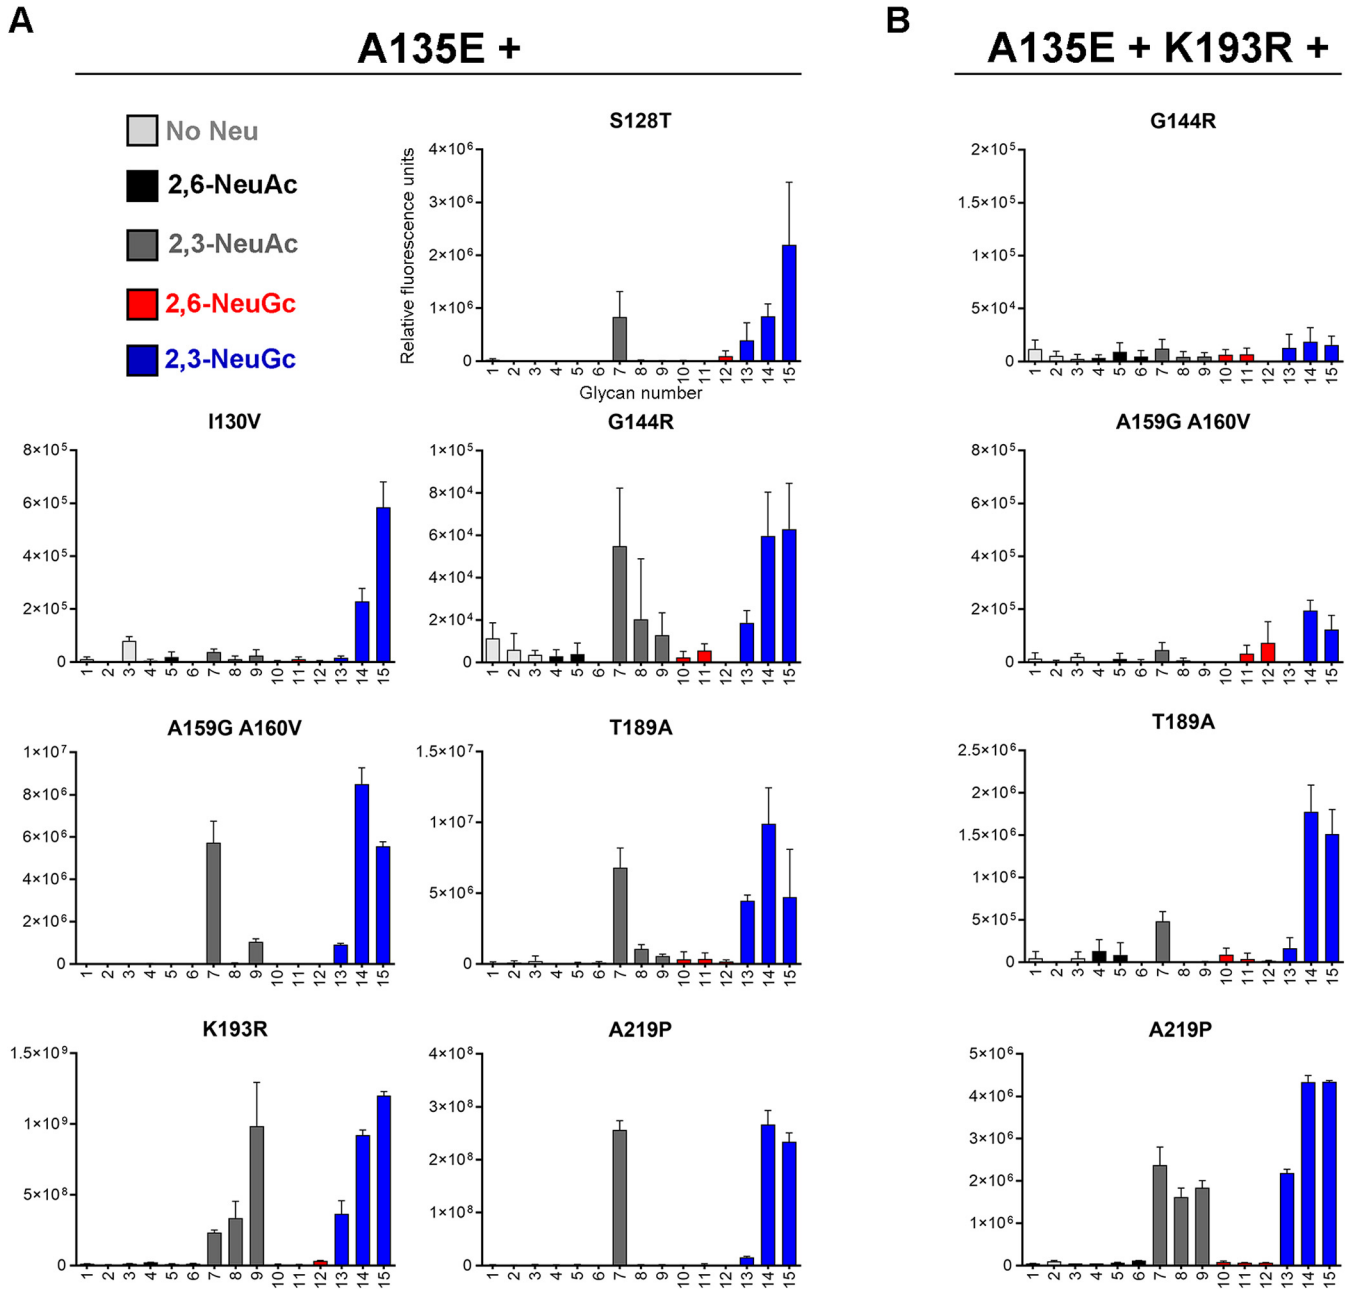 A
B
A135E +
A135E + K193R +
No Neu
2,6-NeuAc
2,3-NeuAc
2,6-NeuGc
2,3-NeuGc
S128T
Relative fluorescence units
4×10⁶
3×10⁶
2×10⁶
1×10⁶
0
1 2 3 4 5 6 7 8 9 10 11 12 13 14 15
Glycan number
G144R
2×10⁵
1.5×10⁵
1×10⁵
5×10⁴
0
1 2 3 4 5 6 7 8 9 10 11 12 13 14 15
I130V
8×10⁵
6×10⁵
4×10⁵
2×10⁵
0
1 2 3 4 5 6 7 8 9 10 11 12 13 14 15
G144R
1×10⁵
8×10⁴
6×10⁴
4×10⁴
2×10⁴
0
1 2 3 4 5 6 7 8 9 10 11 12 13 14 15
A159G A160V
8×10⁵
6×10⁵
4×10⁵
2×10⁵
0
1 2 3 4 5 6 7 8 9 10 11 12 13 14 15
A159G A160V
1×10⁷
8×10⁶
6×10⁶
4×10⁶
2×10⁶
0
1 2 3 4 5 6 7 8 9 10 11 12 13 14 15
T189A
1.5×10⁷
1×10⁷
5×10⁶
0
1 2 3 4 5 6 7 8 9 10 11 12 13 14 15
T189A
2.5×10⁶
2×10⁶
1.5×10⁶
1×10⁶
5×10⁵
0
1 2 3 4 5 6 7 8 9 10 11 12 13 14 15
K193R
1.5×10⁹
1×10⁹
5×10⁸
0
1 2 3 4 5 6 7 8 9 10 11 12 13 14 15
A219P
4×10⁸
3×10⁸
2×10⁸
1×10⁸
0
1 2 3 4 5 6 7 8 9 10 11 12 13 14 15
A219P
5×10⁶
4×10⁶
3×10⁶
2×10⁶
1×10⁶
0
1 2 3 4 5 6 7 8 9 10 11 12 13 14 15